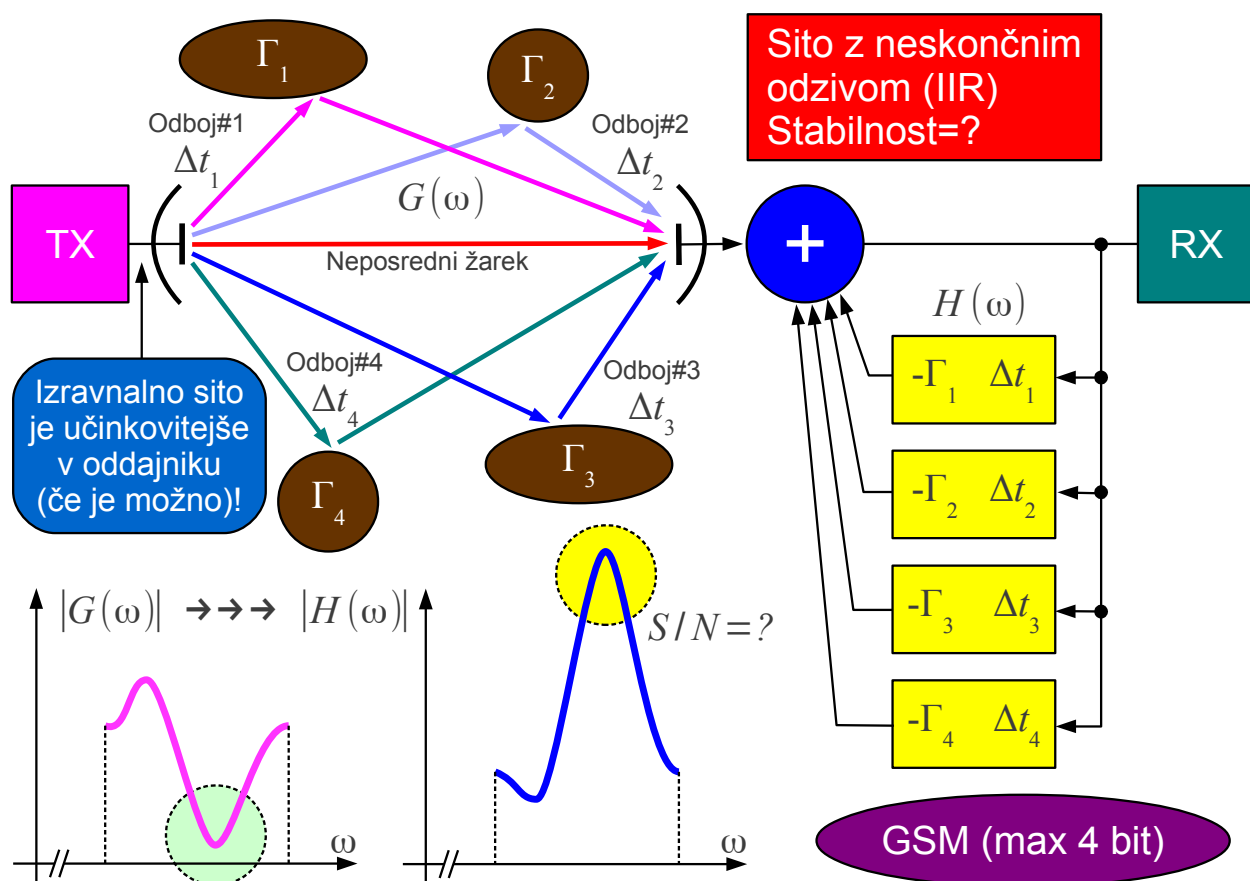 Γ1
Γ2
Sito z neskončnim
odzivom (IIR)
Stabilnost=?
Odboj#1
Δt1
Odboj#2
Δt2
G(ω)
TX
Neposredni žarek
+
RX
H(ω)
Izravnalno sito
je učinkovitejše
v oddajniku
(če je možno)!
Odboj#4
Δt4
Odboj#3
Δt3
Γ4
Γ3
-Γ1 Δt1
-Γ2 Δt2
-Γ3 Δt3
-Γ4 Δt4
|G(ω)| →→→ |H(ω)|
S/N=?
ω
ω
GSM (max 4 bit)